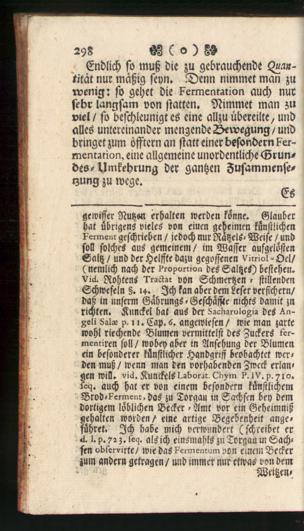 298 ( o )
Endlich so muß die zu gebrauchende Quan-
tität nur mäßig seyn. Denn nimmet man zu
wenig: so gehet die Fermentation auch nur
sehr langsam von statten. Nimmet man zu
viel/ so beschleunigt es eine allzu übereilte, und
alles untereinander mengende Bewegung/ und
bringet zum öfftern an statt einer besondern Fer-
mentation, eine allgemeine unordentliche Grun-
des-Umkehrung der gantzen Zusammense-
tzung zu wege.
Es
gewisser Nutzen erhalten werden könne. Glauber
hat übrigens vieles von einen geheimen künstlichen
Ferment geschrieben/ jedoch nur Rätzels-Weise/ und
soll solches aus gemeinem/ im Wasser aufgelösten
Saltz/ und der Helffte dazu gegossenen Vitriol-Oel/
(nemlich nach der Proportion des Saltzes) bestehen.
Vid. Rohtens Tractat von Schmertzen-stillenden
Schwefeln §. 14. Ich kan aber den Leser versichern/
daß in unserm Gährungs-Geschäffte nichts damit zu
richten. Kunckel hat aus der Sacharologia des An-
geli Salæ p. 11. Cap. 6. angewiesen/ wie man zarte
wohl riechende Blumen vermittelst des Zuckers fer-
mentiren soll/ wobey aber in Ansehung der Blumen
ein besonderer künstlicher Handgriff beobachtet wer-
den muß/ wenn man den vorhabenden Zweck erlan-
gen will. vid. Kunckels Laborat. Chym. P. IV. p. 710.
seq. auch hat er von einem besondern künstlichem
Brod-Ferment, das zu Torgau in Sachsen bey dem
dortigem löblichen Becker-Amt vor ein Geheimniß
gehalten worden/ eine artige Begebenheit ange-
führet. Ich habe mich verwundert (schreibet er
d. l. p. 723. seq. als ich einsmahls zu Torgau in Sach-
sen observirte/ wie das Fermentum von einem Becker
zum andern getragen/ und immer nur etwas von dem
Weitzen-